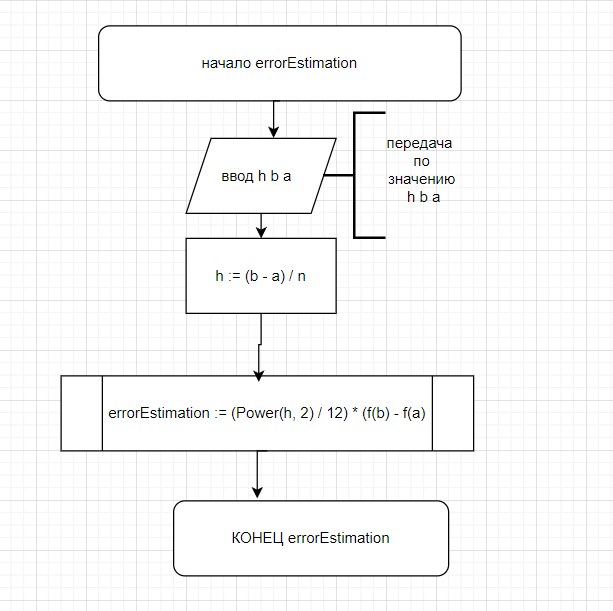 начало errorEstimation
ввод h b a
передача
по
значению
h b a
h := (b - a) / n
errorEstimation := (Power(h, 2) / 12) * (f(b) - f(a)
КОНЕЦ errorEstimation